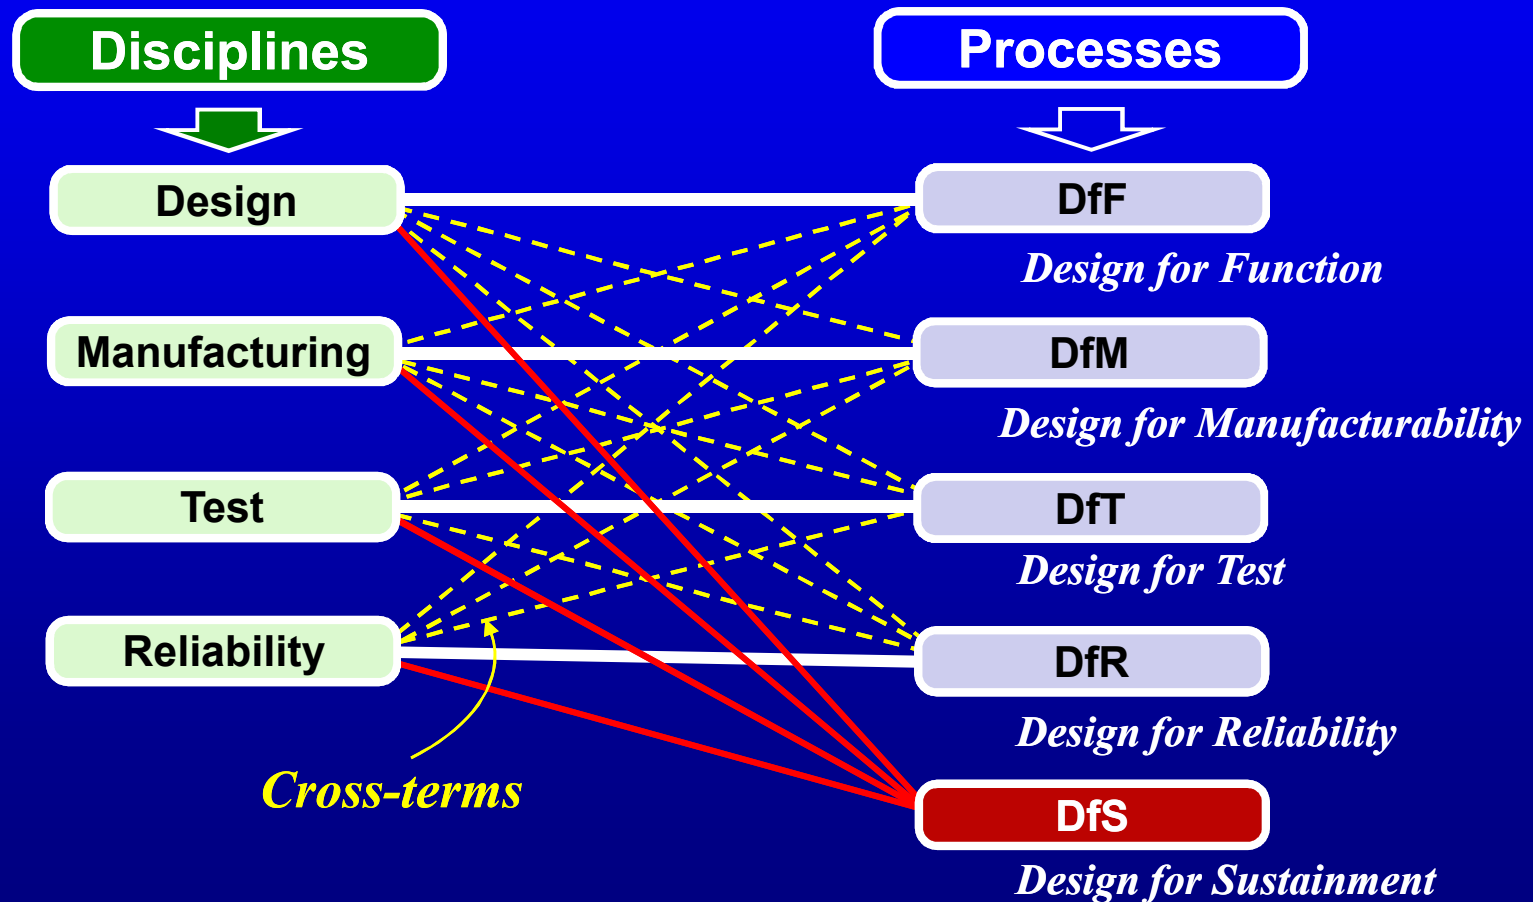 Disciplines
Processes
Design
DfF
Design for Function
Manufacturing
DfM
Design for Manufacturability
Test
DfT
Design for Test
Reliability
DfR
Design for Reliability
Cross-terms
DfS
Design for Sustainment